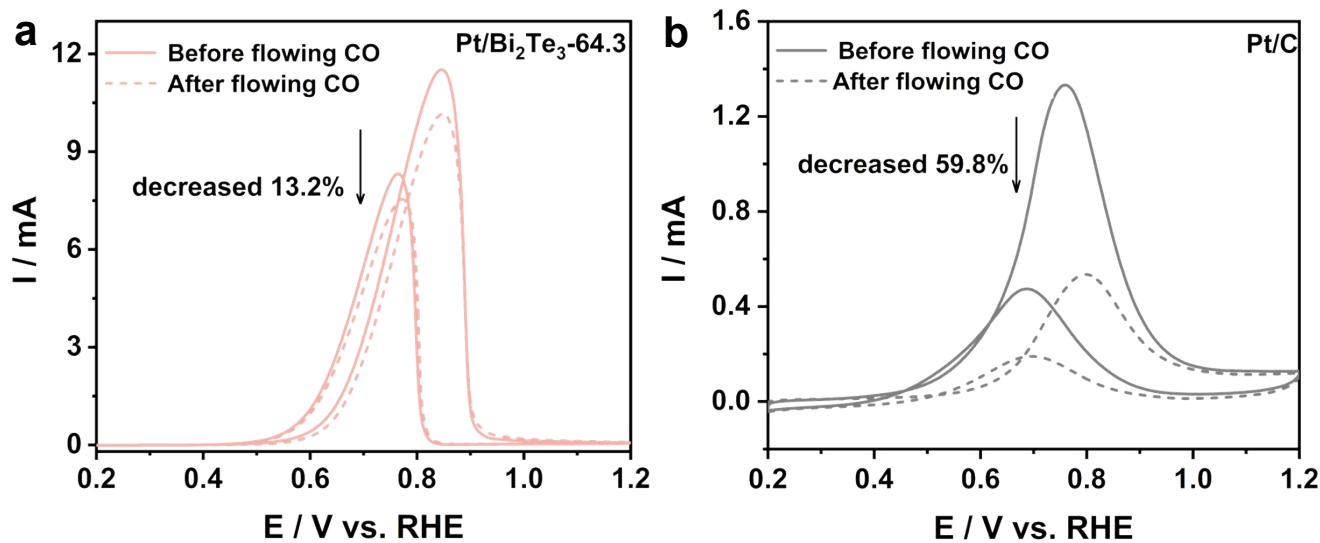 a
Before flowing CO
After flowing CO
Pt/Bi₂Te₃-64.3
decreased 13.2%
12
9
6
3
0
I / mA
0.2 0.4 0.6 0.8 1.0 1.2
E / V vs. RHE
b
Before flowing CO
After flowing CO
Pt/C
decreased 59.8%
1.6
1.2
0.8
0.4
0.0
I / mA
0.2 0.4 0.6 0.8 1.0 1.2
E / V vs. RHE